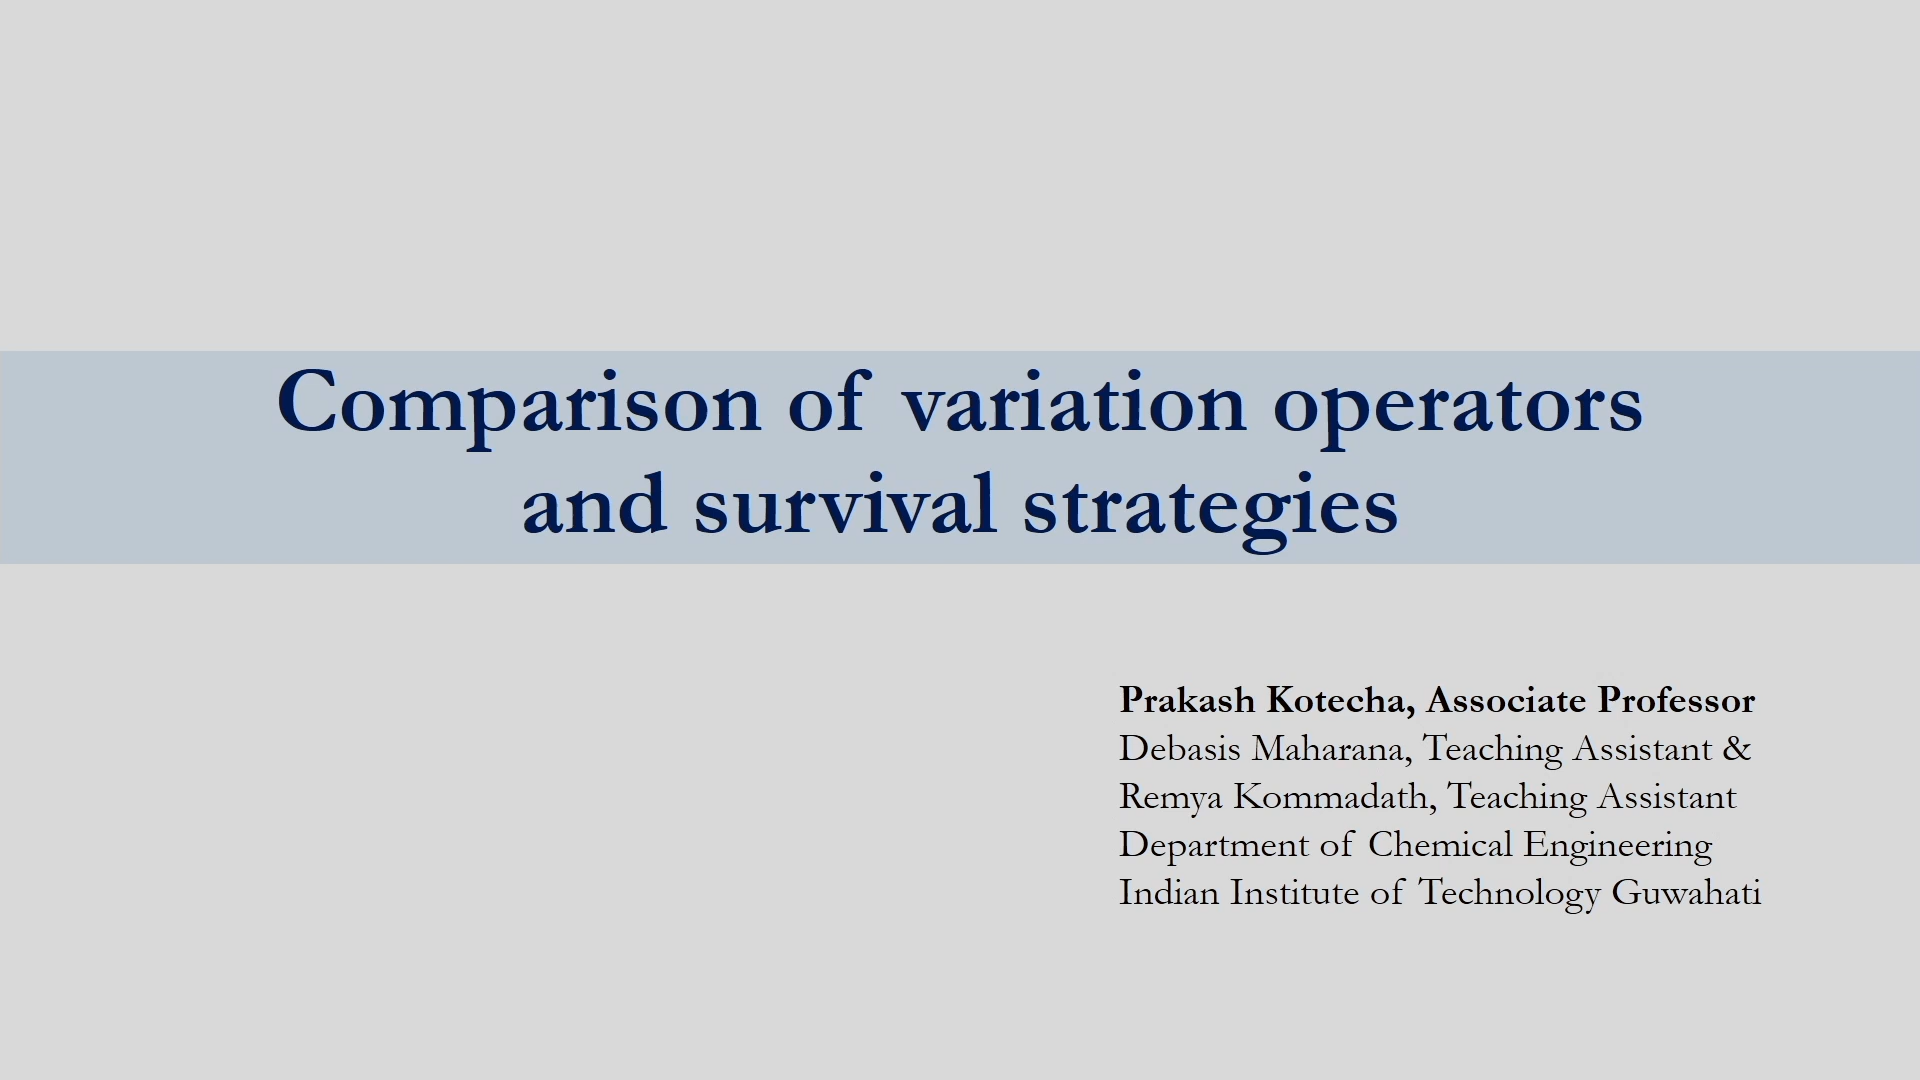 Comparison of variation operators
and survival strategies
Prakash Kotecha, Associate Professor
Debasis Maharana, Teaching Assistant &
Remya Kommadath, Teaching Assistant
Department of Chemical Engineering
Indian Institute of Technology Guwahati